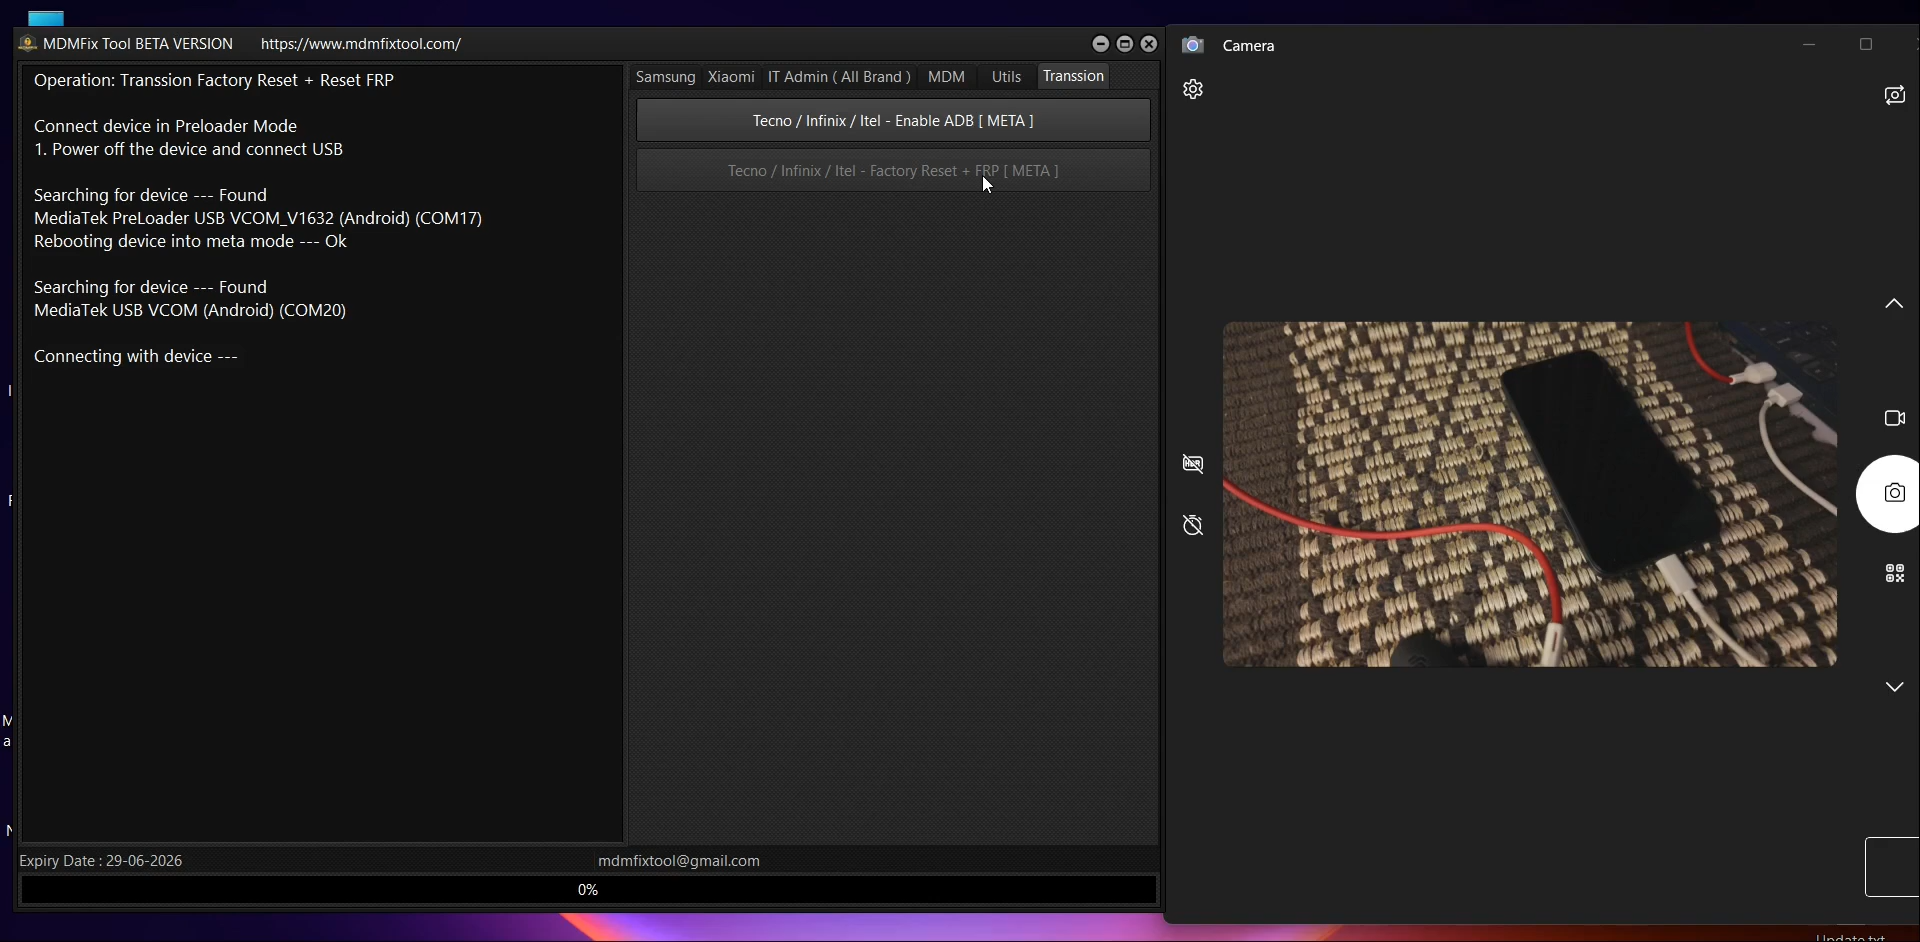 MDMFix Tool BETA VERSION https://www.mdmfixtool.com/
Operation: Transsion Factory Reset + Reset FRP
Connect device in Preloader Mode
1. Power off the device and connect USB
Searching for device --- Found
MediaTek PreLoader USB VCOM_V1632 (Android) (COM17)
Rebooting device into meta mode --- Ok
Searching for device --- Found
MediaTek USB VCOM (Android) (COM20)
Connecting with device ---
Samsung Xiaomi IT Admin ( All Brand ) MDM Utils Transsion
Tecno / Infinix / Itel - Enable ADB [ META ]
Tecno / Infinix / Itel - Factory Reset + FRP [ META ]
Expiry Date : 29-06-2026
mdmfixtool@gmail.com
0%
Camera
HDR
Update.txt